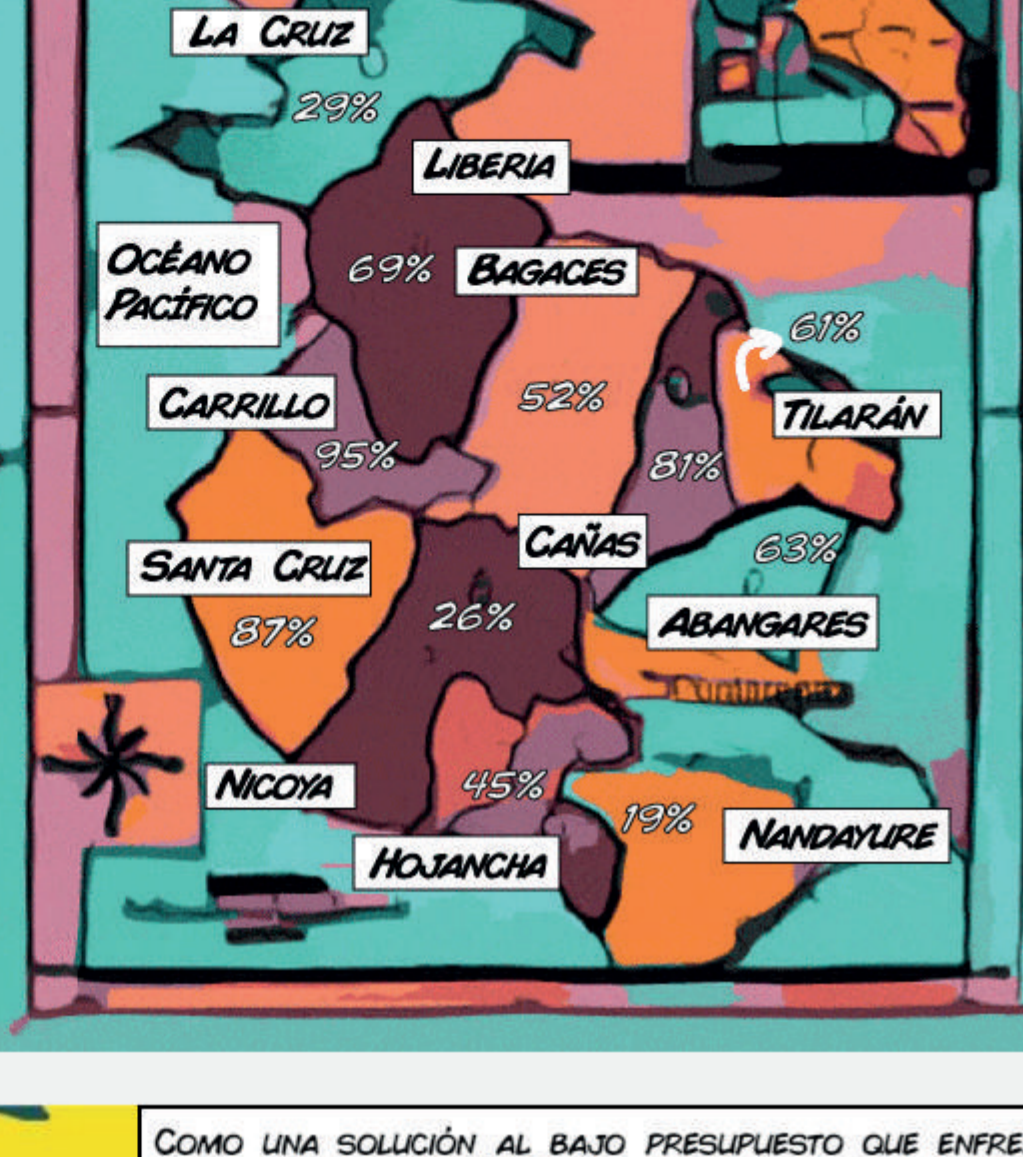 LA CRUZ
29%
LIBERIA
OCÉANO
PACÍFICO
69%
BAGACES
61%
CARRILLO
52%
TILARÁN
95%
81%
CAÑAS
63%
SANTA CRUZ
87%
26%
ABANGARES
NICOYA
45%
19%
NANDAYURE
HOJANCHA
COMO UNA SOLUCIÓN AL BAJO PRESUPUESTO QUE ENFRE